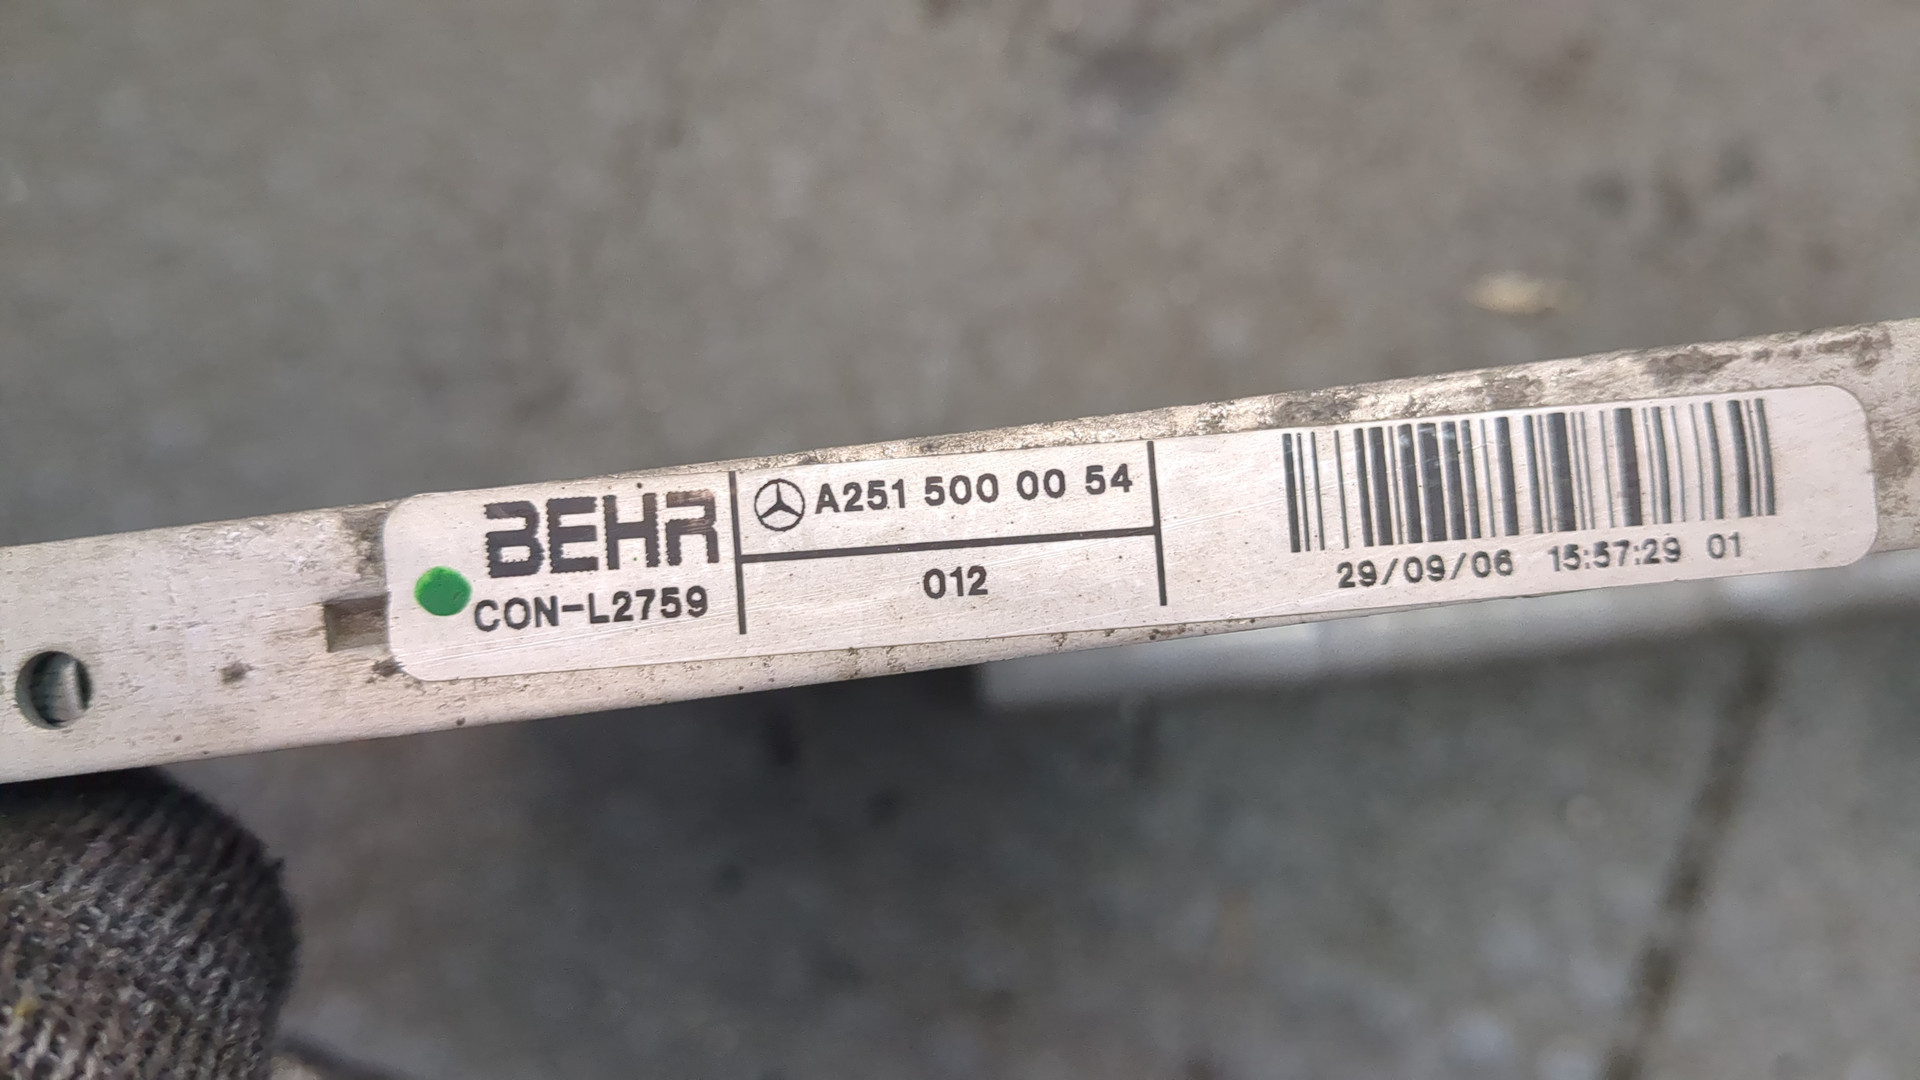 BEHR
CON-L2759
A251 500 00 54
012
29/09/06 15:57:29 01